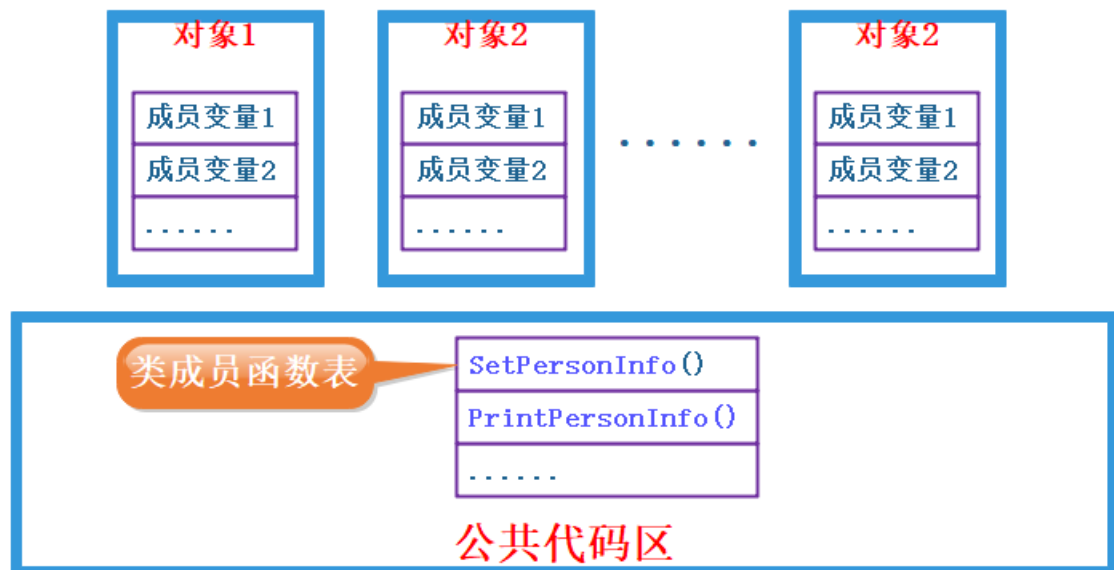 对象1
成员变量1
成员变量2
......
对象2
成员变量1
成员变量2
......
......
对象2
成员变量1
成员变量2
......
类成员函数表
SetPersonInfo()
PrintPersonInfo()
......
公共代码区